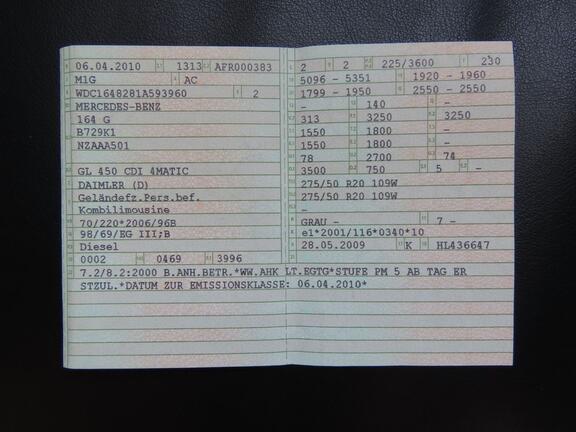 06.04.2010 1313 AFR000383
M1G AC
WDC1648281A593960 2
MERCEDES-BENZ
164 G
B729K1
NZAAA501
GL 450 CDI 4MATIC
DAIMLER (D)
Geländefz.Pers.bef.
Kombilimousine
70/220*2006/96B
98/69/EG III;B
Diesel
0002 0469 3996
2 2 225/3600 230
5096 - 5351 1920 - 1960
1799 - 1950 2550 - 2550
- 140 -
313 3250 3250
1550 1800 -
1550 1800 -
78 2700 74
3500 750 5 -
275/50 R20 109W
275/50 R20 109W
-
GRAU - 7 -
e1*2001/116*0340*10
28.05.2009 K HL436647
7.2/8.2:2000 B.ANH.BETR.*WW.AHK LT.EGTG*STUFE PM 5 AB TAG ER
STZUL.*DATUM ZUR EMISSIONSKLASSE: 06.04.2010*